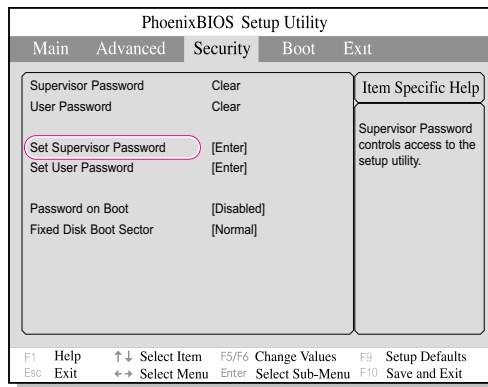 PhoenixBIOS Setup Utility
Main Advanced Security Boot Exit
Supervisor Password Clear
User Password Clear
Set Supervisor Password [Enter]
Set User Password [Enter]
Password on Boot [Disabled]
Fixed Disk Boot Sector [Normal]
Item Specific Help
Supervisor Password
controls access to the
setup utility.
F1 Help ↑↓ Select Item F5/F6 Change Values F9 Setup Defaults
Esc Exit ←→ Select Menu Enter Select Sub-Menu F10 Save and Exit